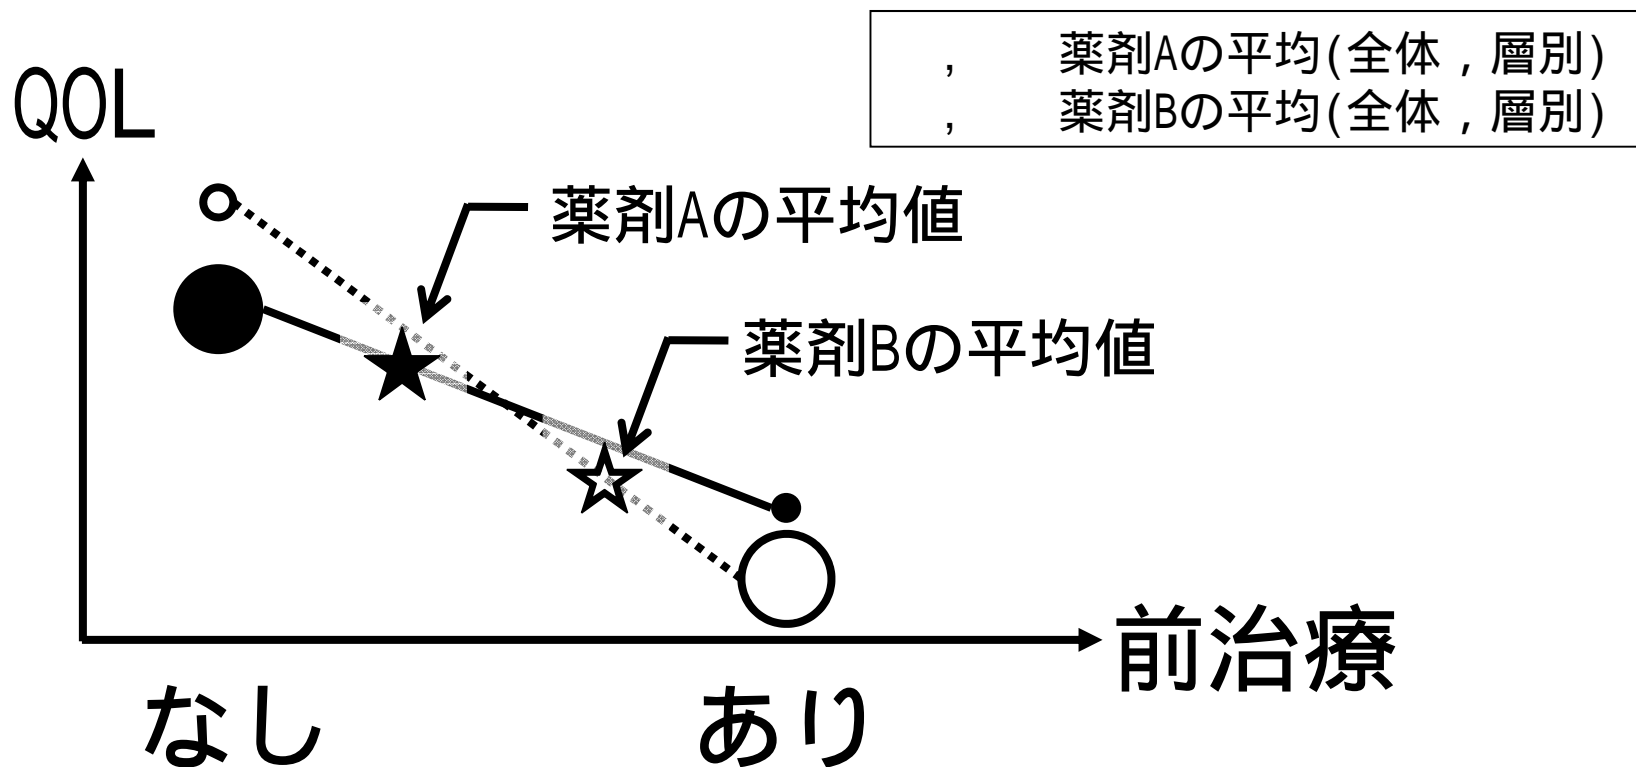 , 薬剤Aの平均(全体，層別)
, 薬剤Bの平均(全体，層別)
QOL
薬剤Aの平均値
薬剤Bの平均値
前治療
なし
あり